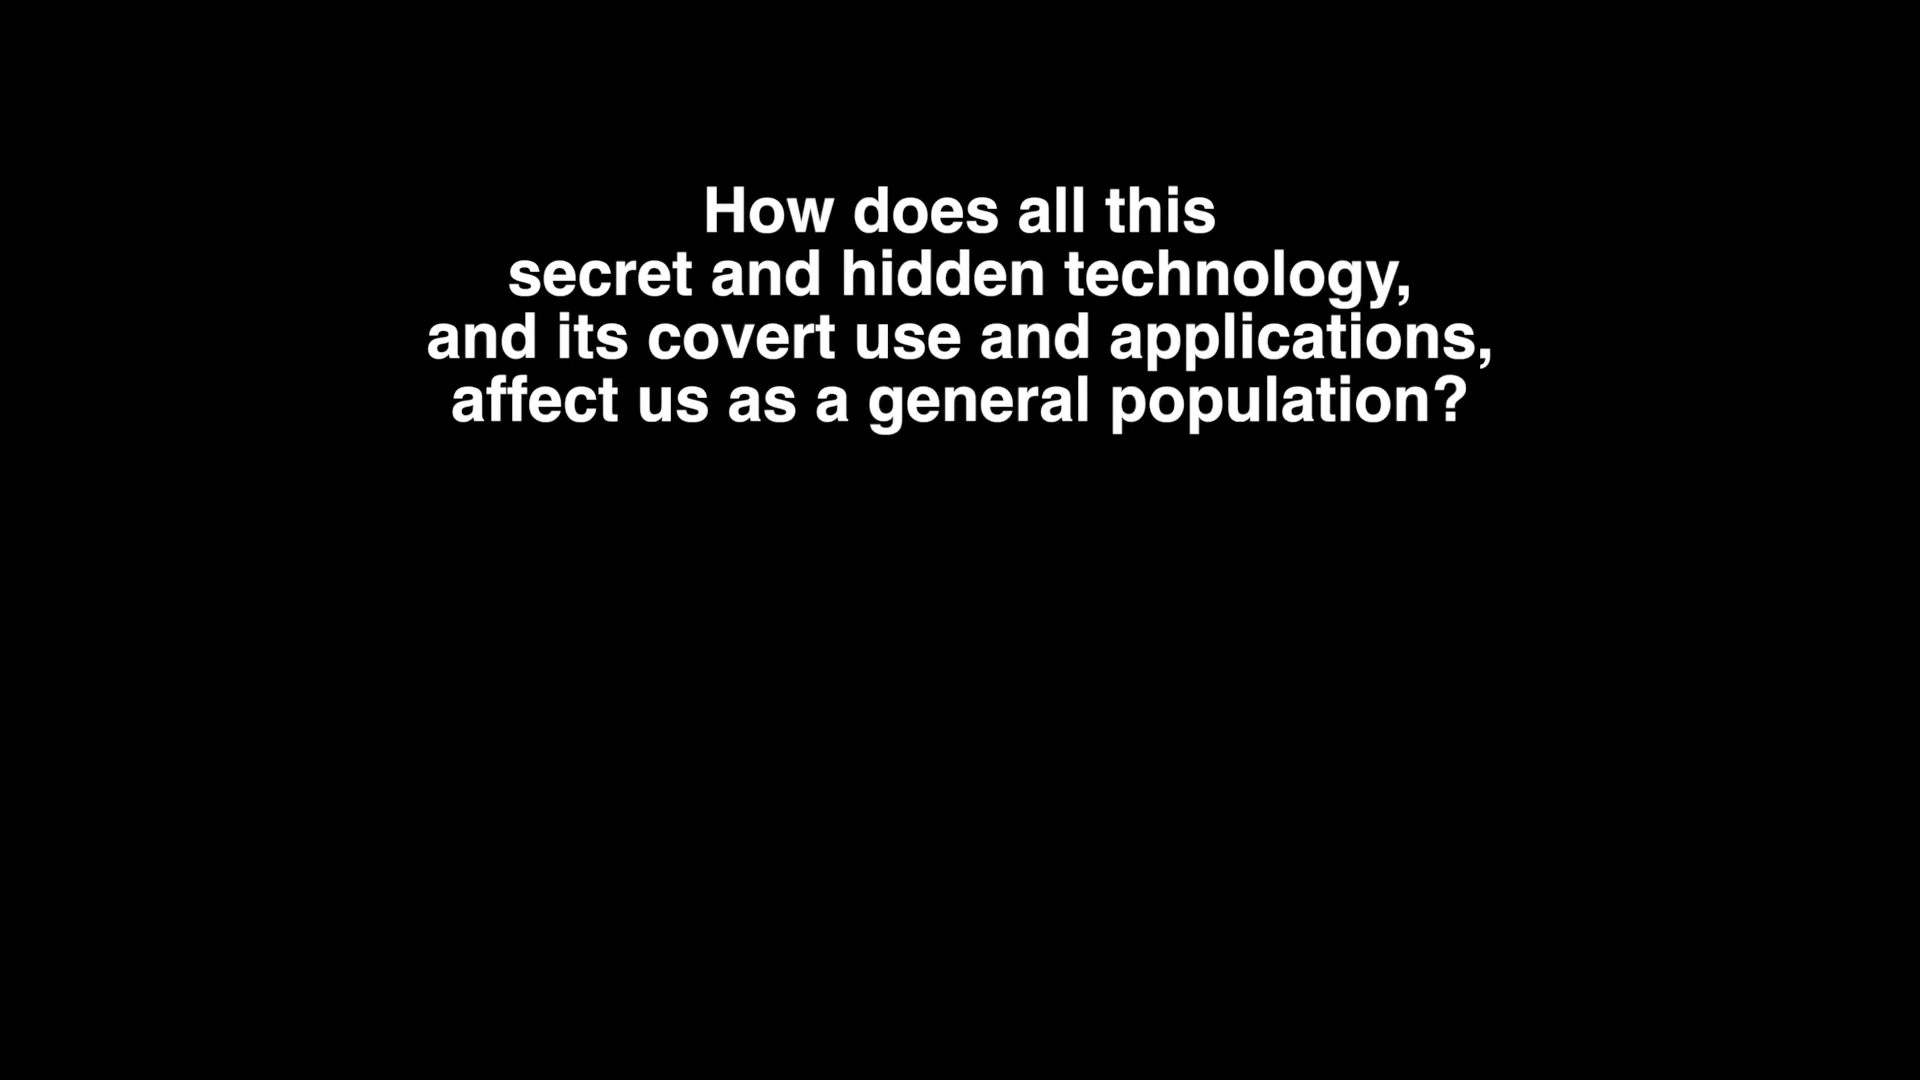 How does all this
secret and hidden technology,
and its covert use and applications,
affect us as a general population?